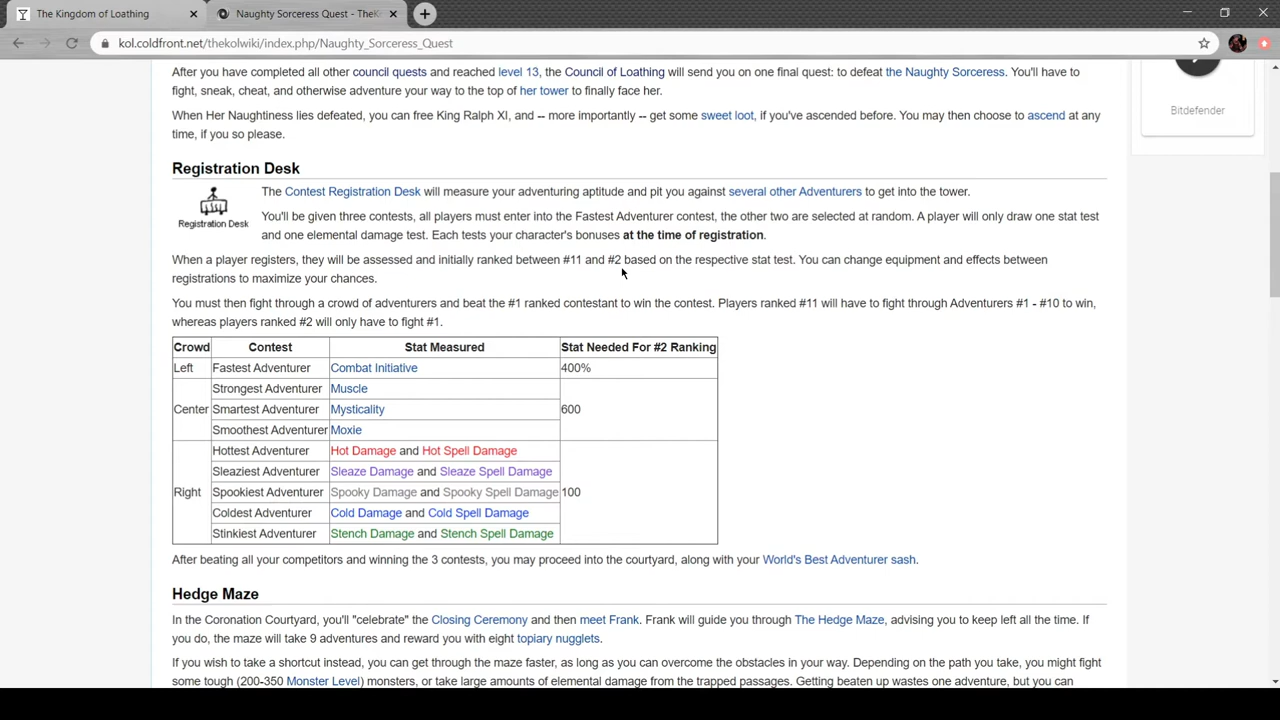 The Kingdom of Loathing
Naughty Sorceress Quest - TheK
kol.coldfront.net/thekolwiki/index.php/Naughty_Sorceress_Quest
After you have completed all other council quests and reached level 13, the Council of Loathing will send you on one final quest: to defeat the Naughty Sorceress. You'll have to
fight, sneak, cheat, and otherwise adventure your way to the top of her tower to finally face her.
When Her Naughtiness lies defeated, you can free King Ralph XI, and -- more importantly -- get some sweet loot, if you've ascended before. You may then choose to ascend at any
time, if you so please.
Bitdefender
Registration Desk
The Contest Registration Desk will measure your adventuring aptitude and pit you against several other Adventurers to get into the tower.
Registration Desk
You'll be given three contests, all players must enter into the Fastest Adventurer contest, the other two are selected at random. A player will only draw one stat test
and one elemental damage test. Each tests your character's bonuses at the time of registration.
When a player registers, they will be assessed and initially ranked between #11 and #2 based on the respective stat test. You can change equipment and effects between
registrations to maximize your chances.
You must then fight through a crowd of adventurers and beat the #1 ranked contestant to win the contest. Players ranked #11 will have to fight through Adventurers #1 - #10 to win,
whereas players ranked #2 will only have to fight #1.
Crowd Contest Stat Measured Stat Needed For #2 Ranking
Left Fastest Adventurer Combat Initiative 400%
Strongest Adventurer Muscle
Center Smartest Adventurer Mysticality 600
Smoothest Adventurer Moxie
Hottest Adventurer Hot Damage and Hot Spell Damage
Sleaziest Adventurer Sleaze Damage and Sleaze Spell Damage
Right Spookiest Adventurer Spooky Damage and Spooky Spell Damage 100
Coldest Adventurer Cold Damage and Cold Spell Damage
Stinkiest Adventurer Stench Damage and Stench Spell Damage
After beating all your competitors and winning the 3 contests, you may proceed into the courtyard, along with your World's Best Adventurer sash.
Hedge Maze
In the Coronation Courtyard, you'll "celebrate" the Closing Ceremony and then meet Frank. Frank will guide you through The Hedge Maze, advising you to keep left all the time. If
you do, the maze will take 9 adventures and reward you with eight topiary nuggets.
If you wish to take a shortcut instead, you can get through the maze faster, as long as you can overcome the obstacles in your way. Depending on the path you take, you might fight
some tough (200-350 Monster Level) monsters, or take large amounts of elemental damage from the trapped passages. Getting beaten up wastes one adventure, but you can